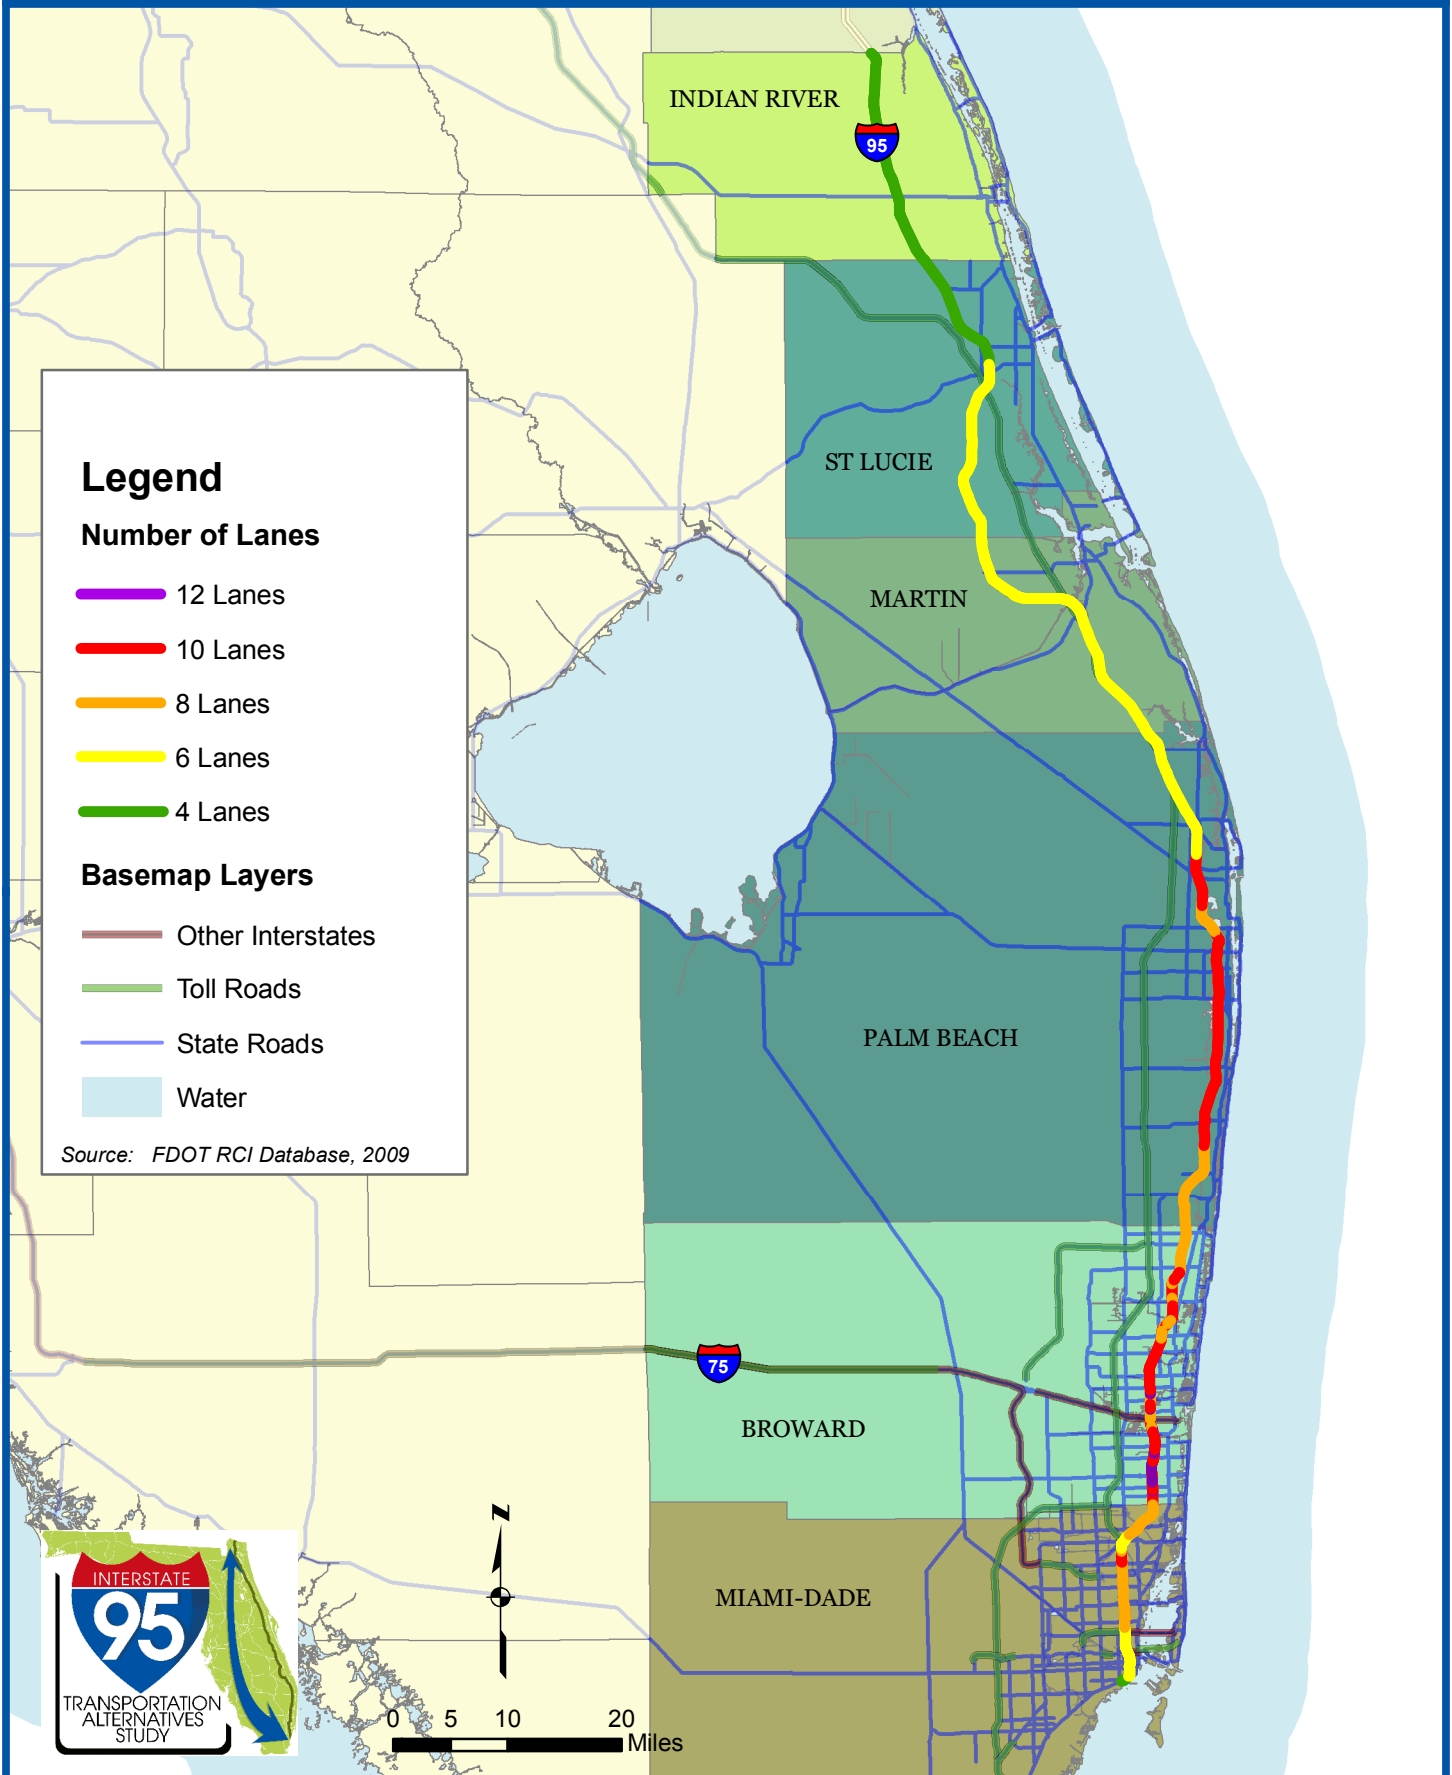 INDIAN RIVER
95
ST LUCIE
MARTIN
PALM BEACH
75
BROWARD
MIAMI-DADE
Legend
Number of Lanes
12 Lanes
10 Lanes
8 Lanes
6 Lanes
4 Lanes
Basemap Layers
Other Interstates
Toll Roads
State Roads
Water
Source: FDOT RCI Database, 2009
INTERSTATE
95
TRANSPORTATION
ALTERNATIVES
STUDY
N
0 5 10 20
Miles